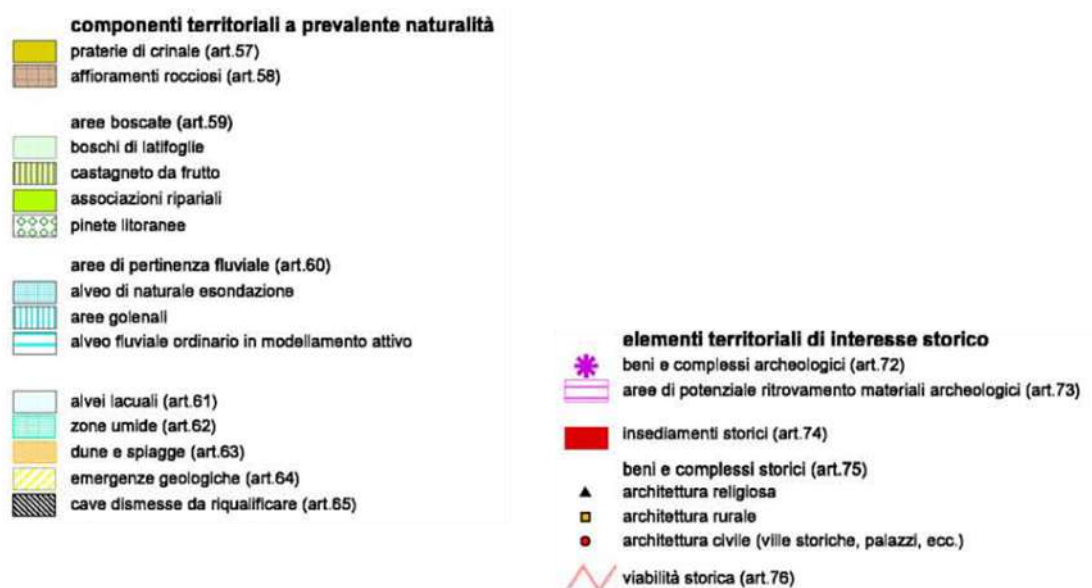 componenti territoriali a prevalente naturalità
praterie di crinale (art.57)
affioramenti rocciosi (art.58)
aree boscate (art.59)
boschi di latifoglie
castagneto da frutto
associazioni ripariali
pinete litoranee
aree di pertinenza fluviale (art.60)
alveo di naturale esondazione
aree golenali
alveo fluviale ordinario in modellamento attivo
alvei lacuali (art.61)
zone umide (art.62)
dune e spiagge (art.63)
emergenze geologiche (art.64)
cave dismesse da riqualificare (art.65)
elementi territoriali di interesse storico
beni e complessi archeologici (art.72)
aree di potenziale ritrovamento materiali archeologici (art.73)
insediamenti storici (art.74)
beni e complessi storici (art.75)
architettura religiosa
architettura rurale
architettura civile (ville storiche, palazzi, ecc.)
viabilità storica (art.76)